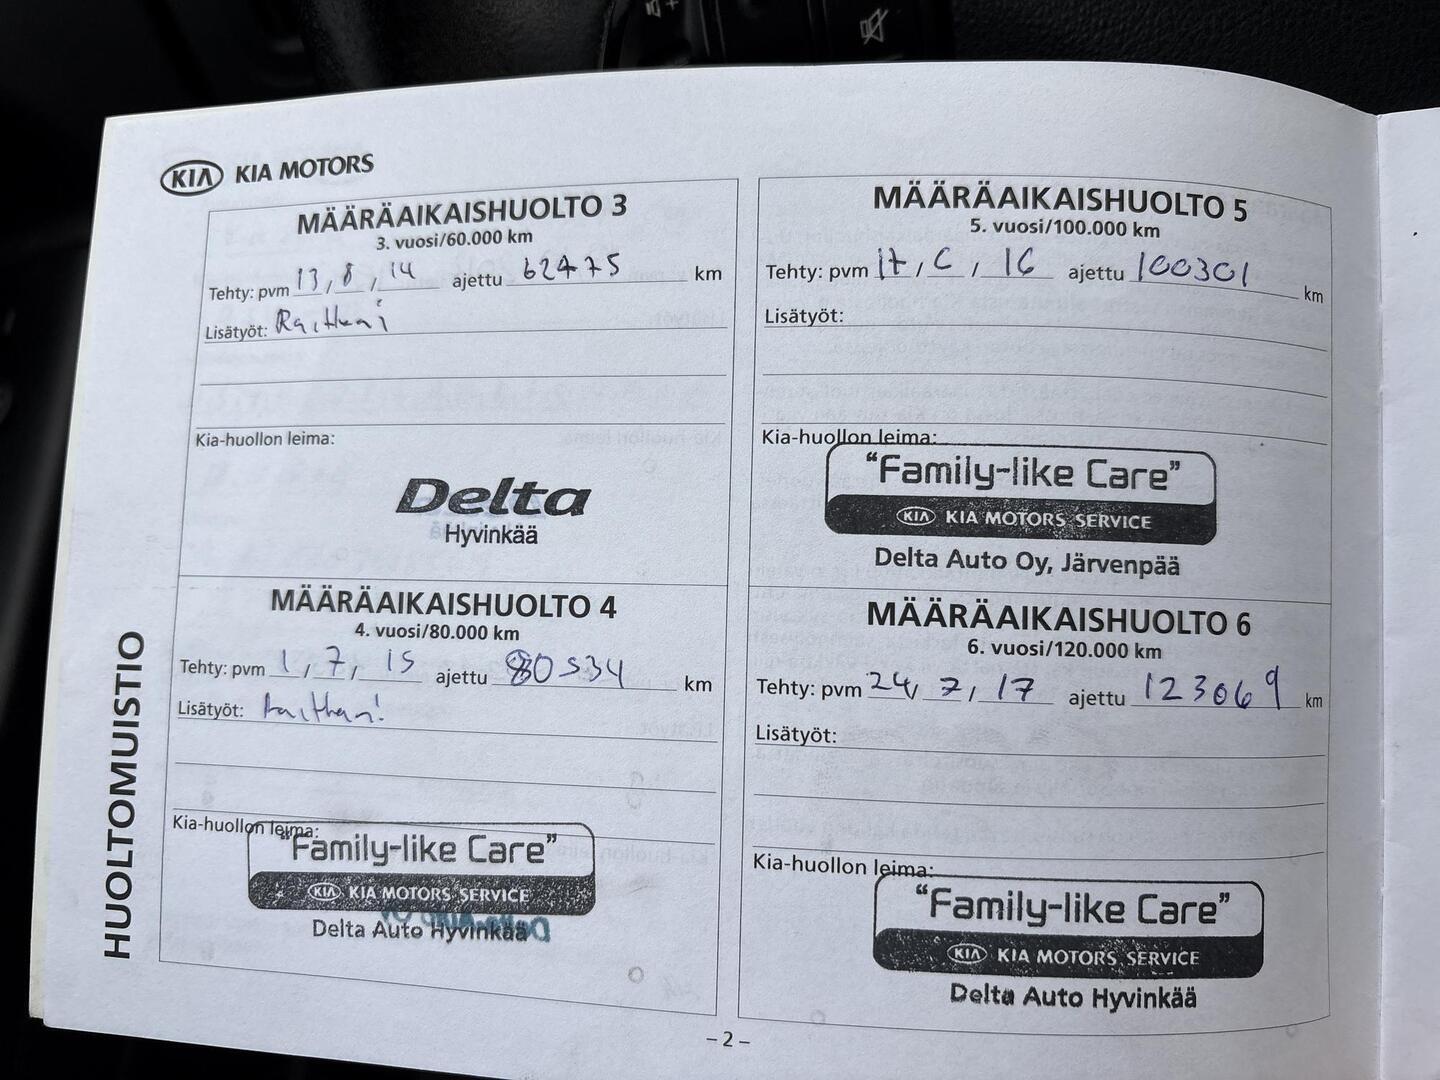 KIA KIA MOTORS
HUOLTOMUISTIO
MÄÄRÄAIKAISHUOLTO 3
3. vuosi/60.000 km
Tehty: pvm 13, 8, 14 ajettu 62475 km
Lisätyöt: Raitkari
Kia-huollon leima:
Delta
Hyvinkää
MÄÄRÄAIKAISHUOLTO 4
4. vuosi/80.000 km
Tehty: pvm 1, 7, 15 ajettu 80534 km
Lisätyöt:
Kia-huollon leima:
"Family-like Care"
KIA KIA MOTORS SERVICE
Delta Auto Hyvinkää
MÄÄRÄAIKAISHUOLTO 5
5. vuosi/100.000 km
Tehty: pvm 17, 6, 16 ajettu 100301 km
Lisätyöt:
Kia-huollon leima:
"Family-like Care"
KIA KIA MOTORS SERVICE
Delta Auto Oy, Järvenpää
MÄÄRÄAIKAISHUOLTO 6
6. vuosi/120.000 km
Tehty: pvm 24, 7, 17 ajettu 123069 km
Lisätyöt:
Kia-huollon leima:
"Family-like Care"
KIA KIA MOTORS SERVICE
Delta Auto Hyvinkää
– 2 –